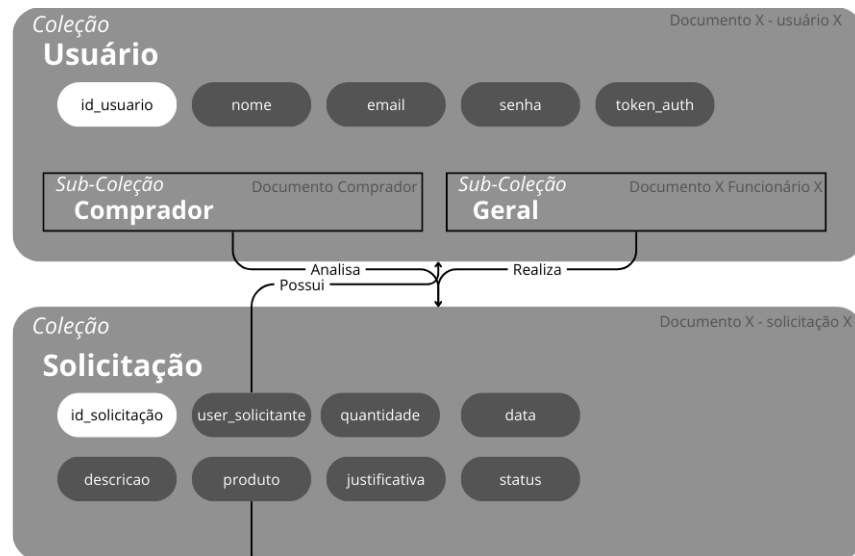 Coleção
Documento X - usuário X
Usuário
id_usuario
nome
email
senha
token_auth
Sub-Coleção
Documento Comprador
Comprador
Sub-Coleção
Documento X Funcionário X
Geral
Analisa
Realiza
Possui
Coleção
Documento X - solicitação X
Solicitação
id_solicitação
user_solicitante
quantidade
data
descricao
produto
justificativa
status